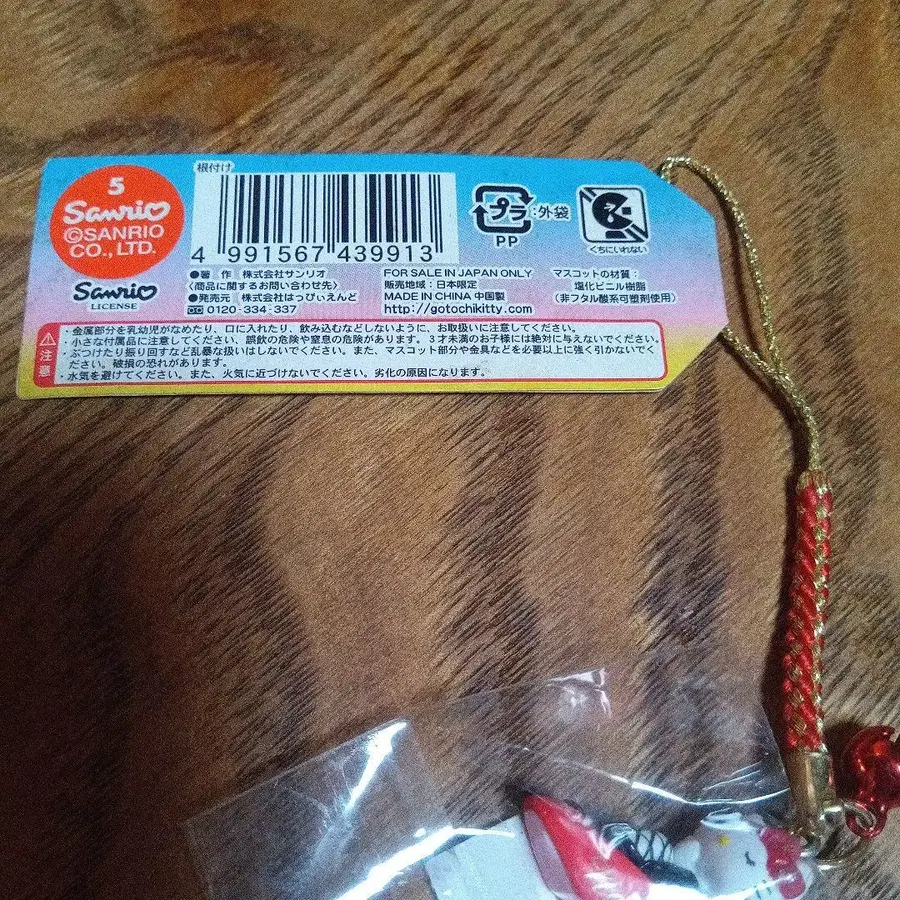 5
Sanrio
©SANRIO
CO., LTD.
Sanrio
LICENSE
根付け
4 991567 439913
プラ :外袋
PP
くちにいれない
●著 作 株式会社サンリオ
〈商品に関するお問い合わせ先〉
●発売元 株式会社はっぴぃえんど
0120-334-337
FOR SALE IN JAPAN ONLY
販売地域:日本限定
MADE IN CHINA 中国製
http://gotochikitty.com
マスコットの材質:
塩化ビニル樹脂
(非フタル酸系可塑剤使用)
注意
・金属部分を乳幼児がなめたり、口に入れたり、飲み込むなどしないように、お取扱いに注意してください。
・小さな付属品に注意してください、誤飲の危険や窒息の危険があります。3才未満のお子様には絶対に与えないでください。
・ぶつけたり振り回すなど乱暴な扱いはしないでください。また、マスコット部分や金具などを必要以上に強く引かないでく
ださい。破損の恐れがあります。
・水気を避けてください。また、火気に近づけないでください。劣化の原因になります。